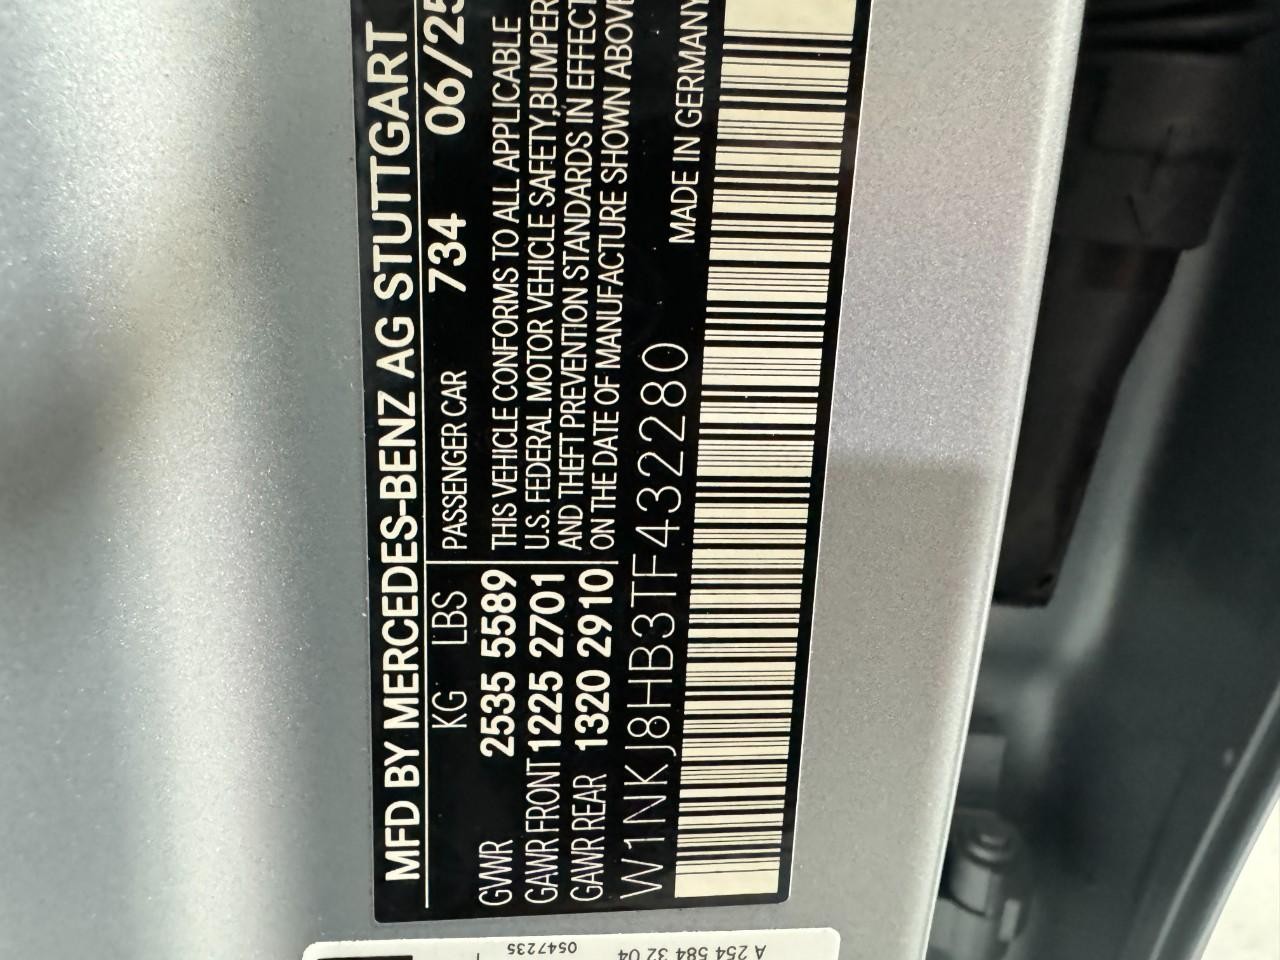 MFD BY MERCEDES-BENZ AG STUTTGART
KG LBS PASSENGER CAR 734 06/25
GVWR 2535 5589 THIS VEHICLE CONFORMS TO ALL APPLICABLE
GAWR FRONT 1225 2701 U.S. FEDERAL MOTOR VEHICLE SAFETY,BUMPER
GAWR REAR 1320 2910 AND THEFT PREVENTION STANDARDS IN EFFECT
ON THE DATE OF MANUFACTURE SHOWN ABOVE
W1NKJ8HB3TF432280 MADE IN GERMANY
A 254 584 32 04
0547235